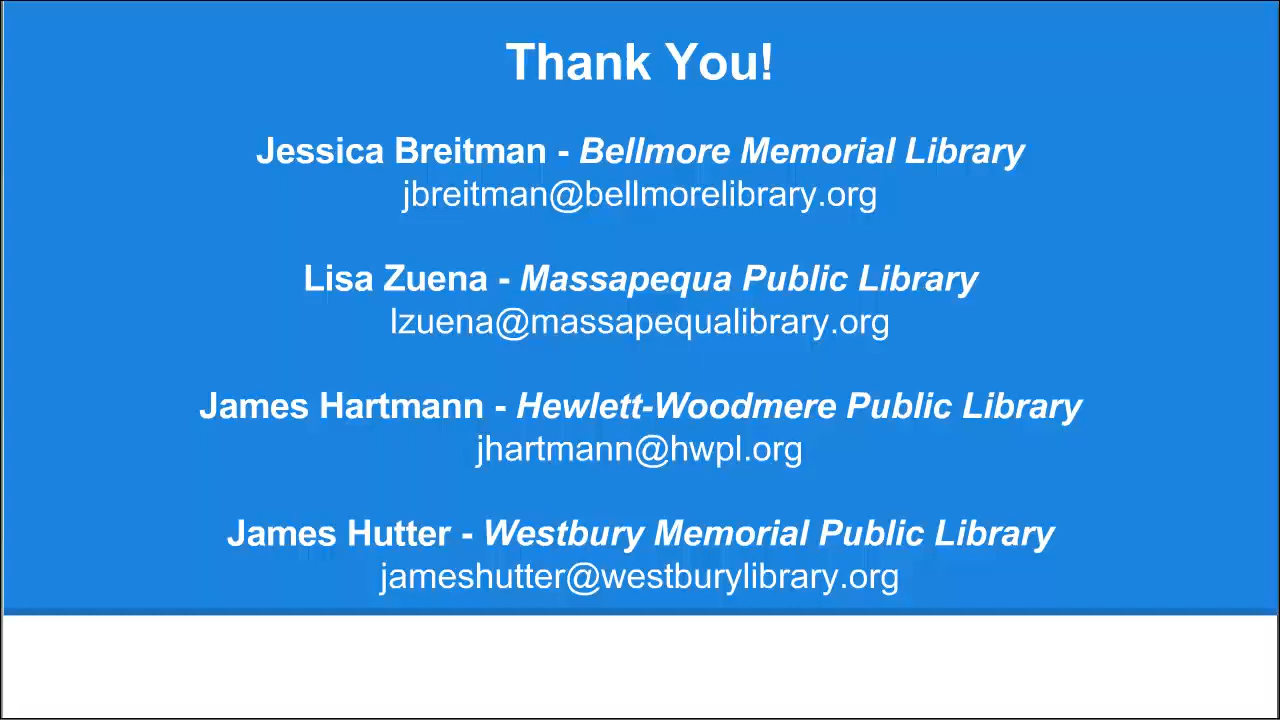 Thank You!
Jessica Breitman - Bellmore Memorial Library
jbreitman@bellmorelibrary.org
Lisa Zuena - Massapequa Public Library
lzuena@massapequalibrary.org
James Hartmann - Hewlett-Woodmere Public Library
jhartmann@hwpl.org
James Hutter - Westbury Memorial Public Library
jameshutter@westburylibrary.org